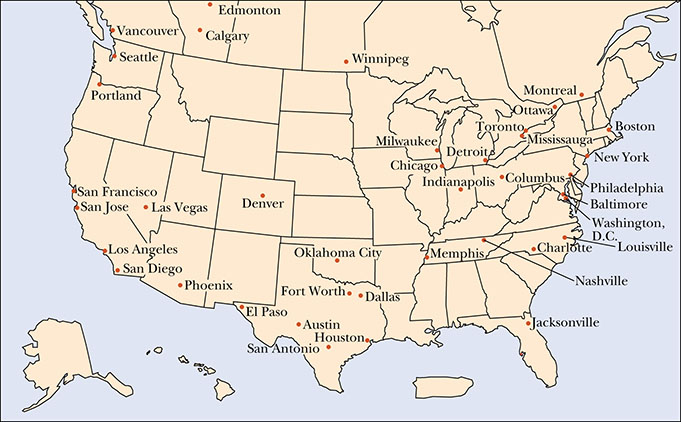 Edmonton
Vancouver
Calgary
Seattle
Winnipeg
Portland
Montreal
Ottawa
Toronto
Boston
Milwaukee
Mississauga
Detroit
New York
Chicago
Indianapolis
Columbus
Philadelphia
San Francisco
Baltimore
San Jose
Las Vegas
Denver
Washington,
D.C.
Louisville
Los Angeles
Oklahoma City
Memphis
Charlotte
San Diego
Nashville
Phoenix
Fort Worth
Dallas
El Paso
Austin
Jacksonville
Houston
San Antonio